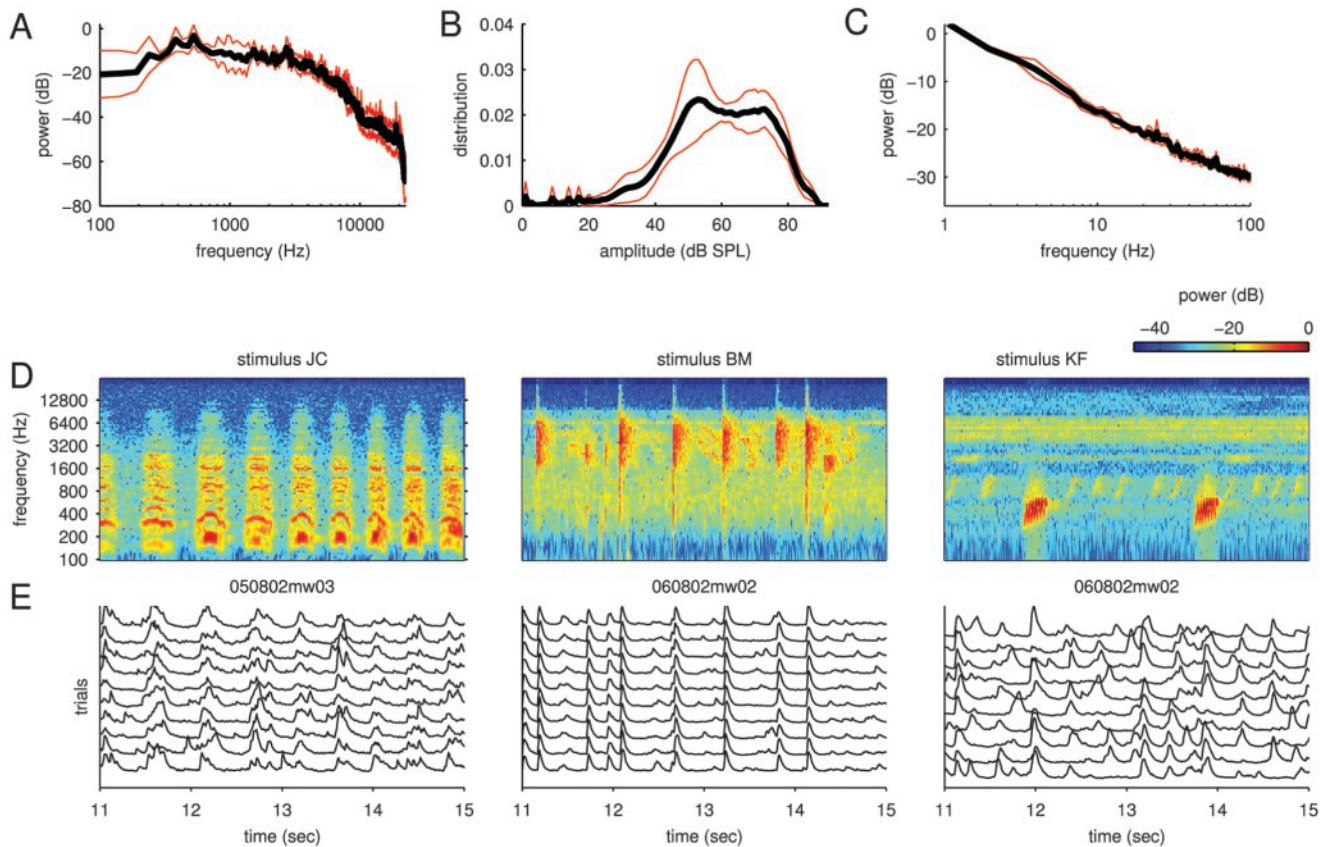 A
B
C
0
−20
−40
−60
−80
power (dB)
100
1000
10000
frequency (Hz)
0.04
0.03
0.02
0.01
0
distribution
0
20
40
60
80
amplitude (dB SPL)
0
−10
−20
−30
power (dB)
1
10
100
frequency (Hz)
power (dB)
−40
−20
0
D
stimulus JC
stimulus BM
stimulus KF
12800
6400
3200
1600
800
400
200
100
frequency (Hz)
E
050802mw03
060802mw02
060802mw02
trials
11
12
13
14
15
11
12
13
14
15
11
12
13
14
15
time (sec)
time (sec)
time (sec)